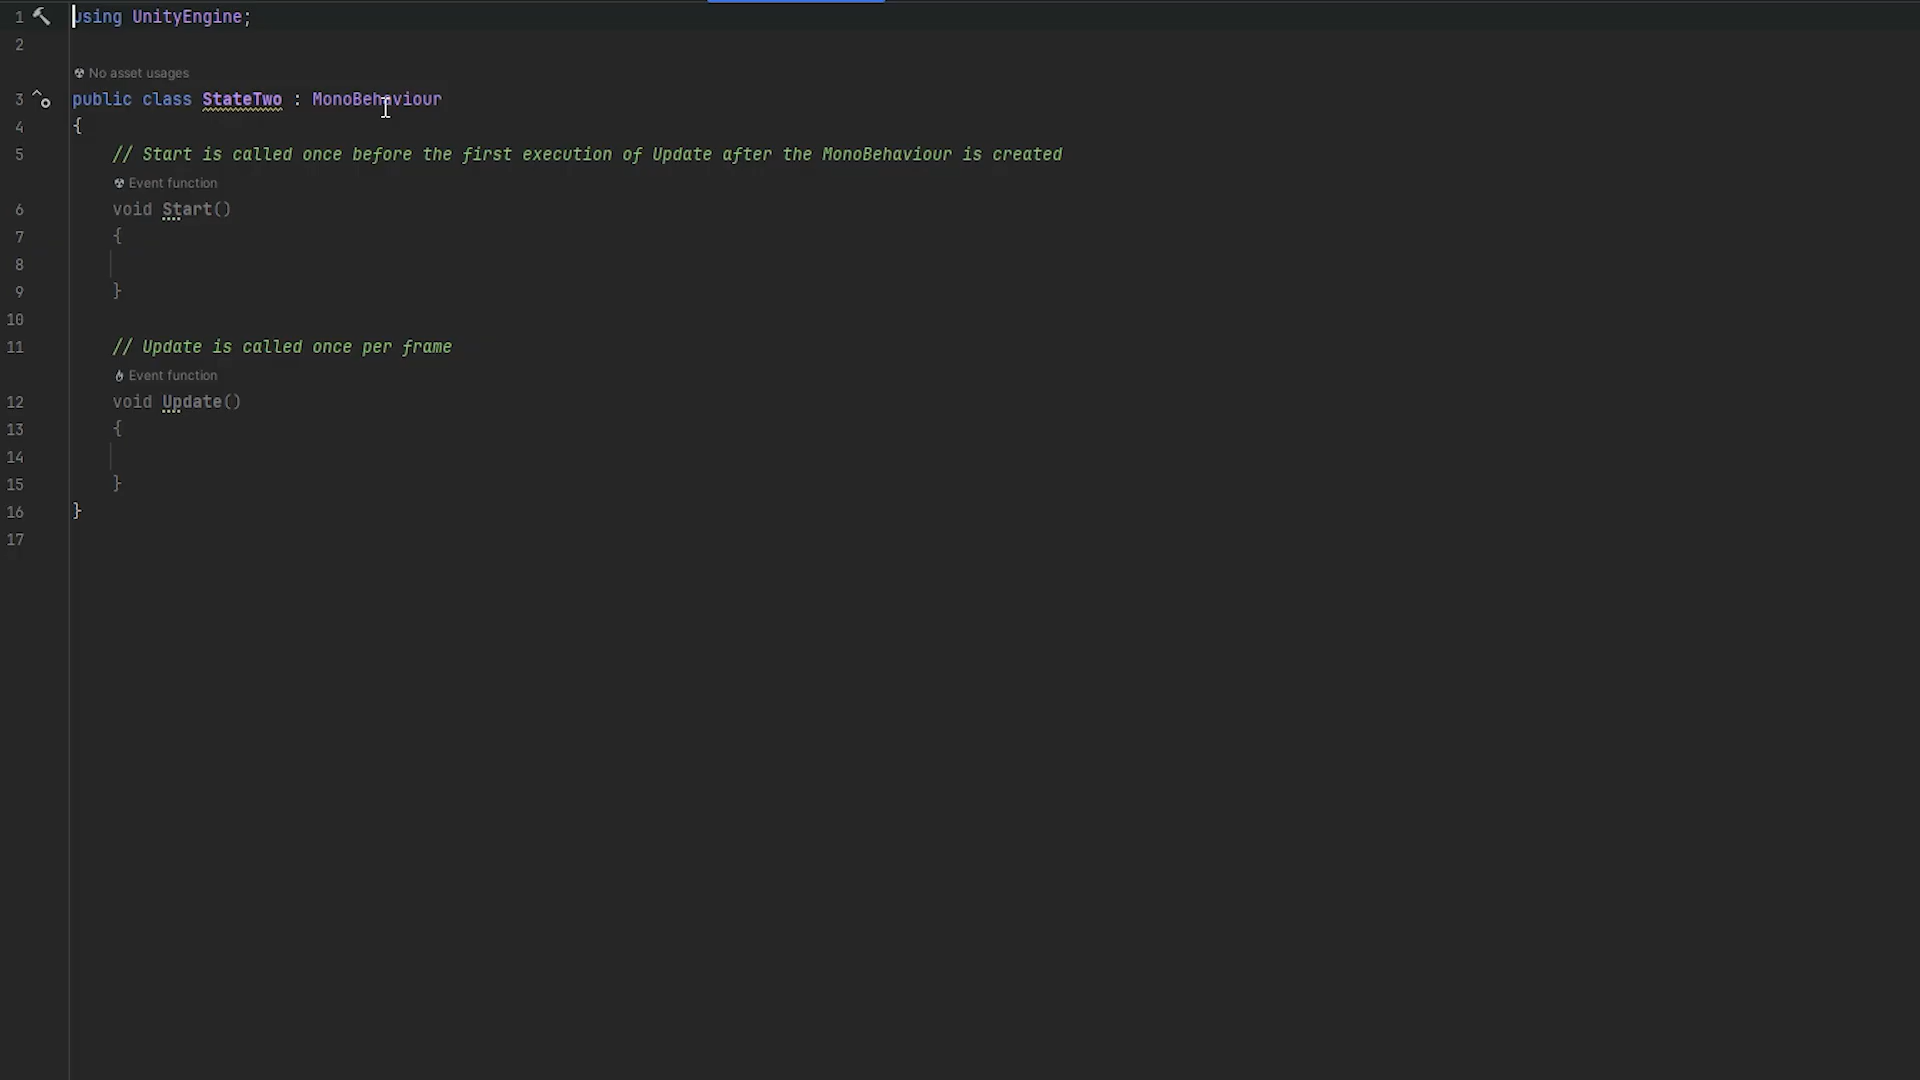 1 using UnityEngine;
2
No asset usages
3 public class StateTwo : MonoBehaviour
4 {
5 // Start is called once before the first execution of Update after the MonoBehaviour is created
Event function
6 void Start()
7 {
8
9 }
10
11 // Update is called once per frame
Event function
12 void Update()
13 {
14
15 }
16 }
17